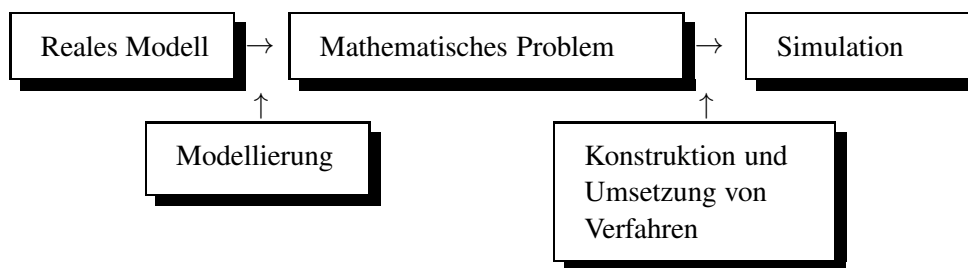 Reales Modell → Mathematisches Problem → Simulation
↑ ↑
Modellierung
Konstruktion und
Umsetzung von
Verfahren